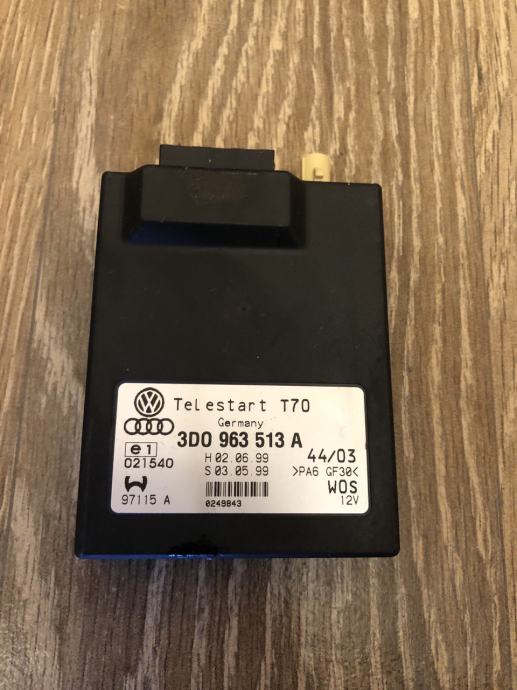 Telestart T70
Germany
3D0 963 513 A
e1
021540
H 02.06.99
S 03.05.99
44/03
>PA6 GF30<
97115 A
0249843
WOS
12V